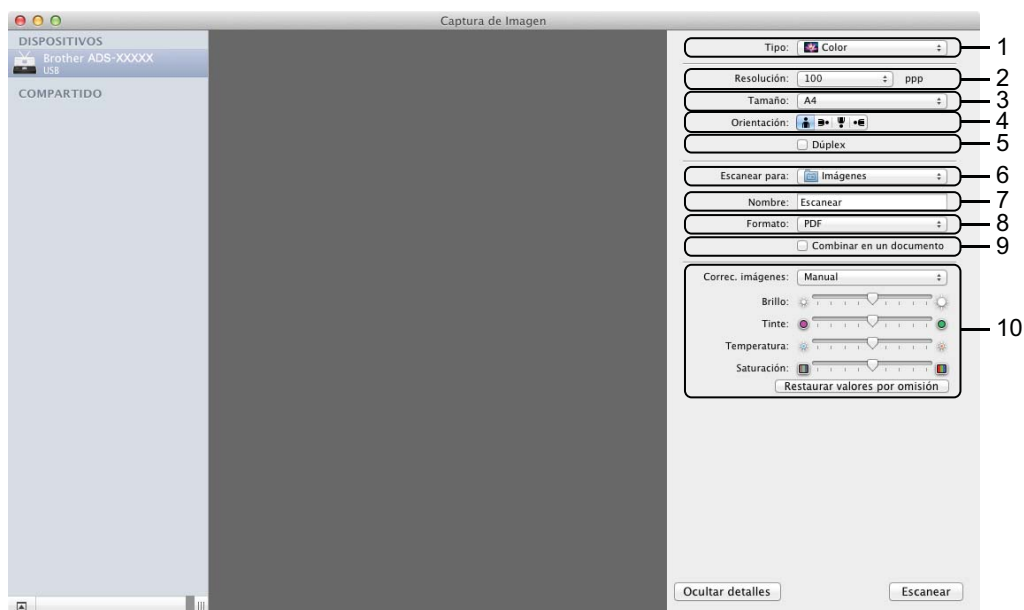 Captura de Imagen
DISPOSITIVOS
Brother ADS-XXXXX
USB
COMPARTIDO
Tipo: Color 1
Resolución: 100 ppp 2
Tamaño: A4 3
Orientación: 4
Dúplex 5
Escanear para: Imágenes 6
Nombre: Escanear 7
Formato: PDF 8
Combinar en un documento 9
Correc. imágenes: Manual
Brillo:
Tinte:
10
Temperatura:
Saturación:
Restaurar valores por omisión
Ocultar detalles Escanear